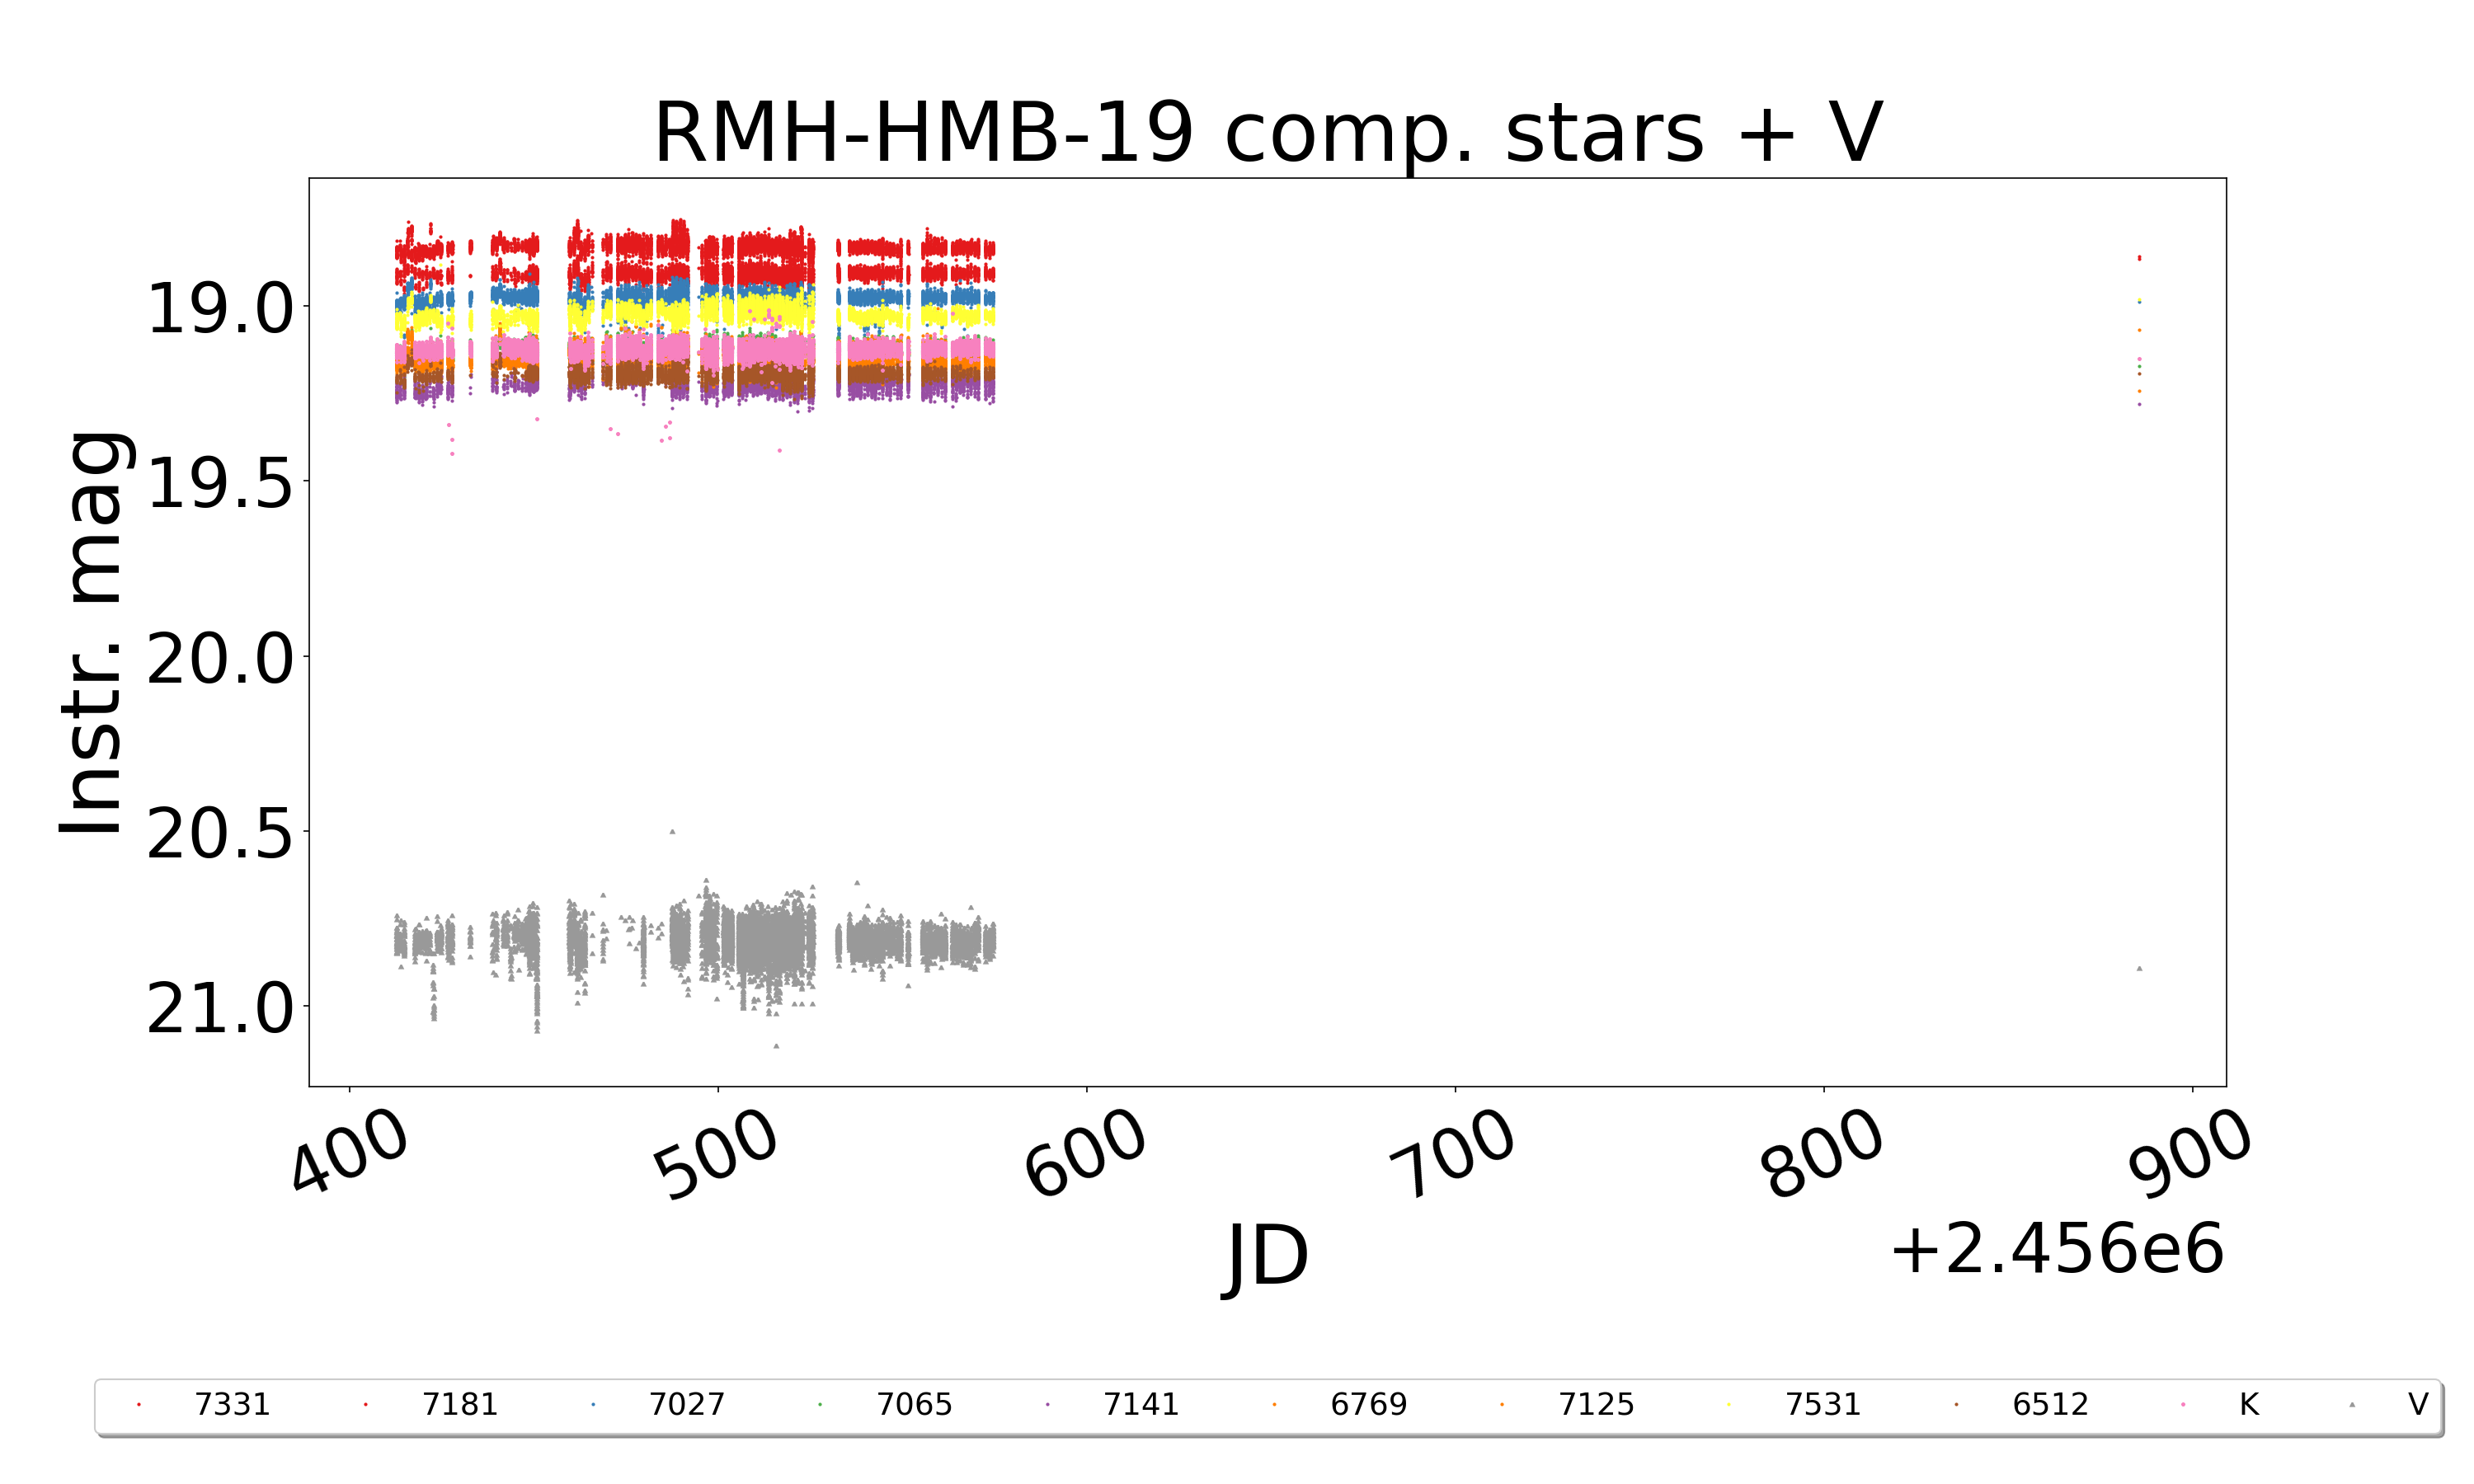 RMH-HMB-19 comp. stars + V
Instr. mag
19.0
19.5
20.0
20.5
21.0
400 500 600 700 800 900
JD
+2.456e6
7331 7181 7027 7065 7141 6769 7125 7531 6512 K V